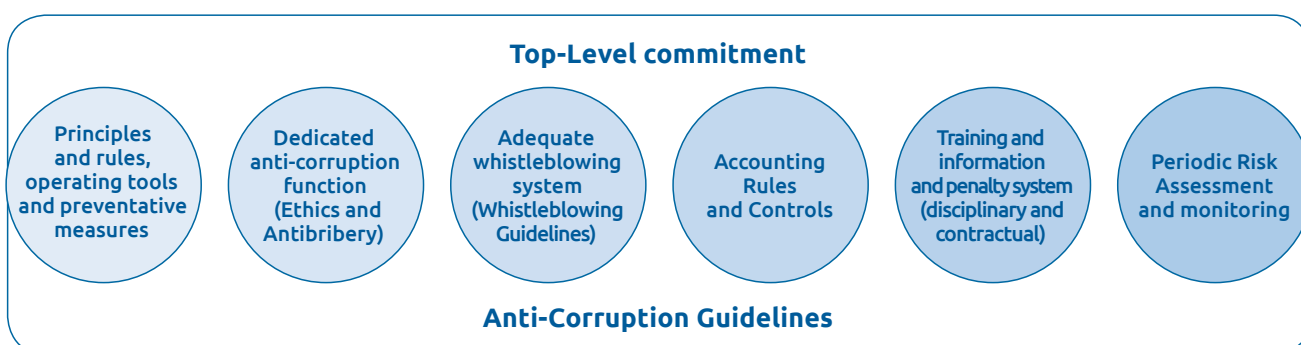 Top-Level commitment
Principles
and rules,
operating tools
and preventative
measures
Dedicated
anti-corruption
function
(Ethics and
Antibribery)
Adequate
whistleblowing
system
(Whistleblowing
Guidelines)
Accounting
Rules
and Controls
Training and
information
and penalty system
(disciplinary and
contractual)
Periodic Risk
Assessment
and monitoring
Anti-Corruption Guidelines